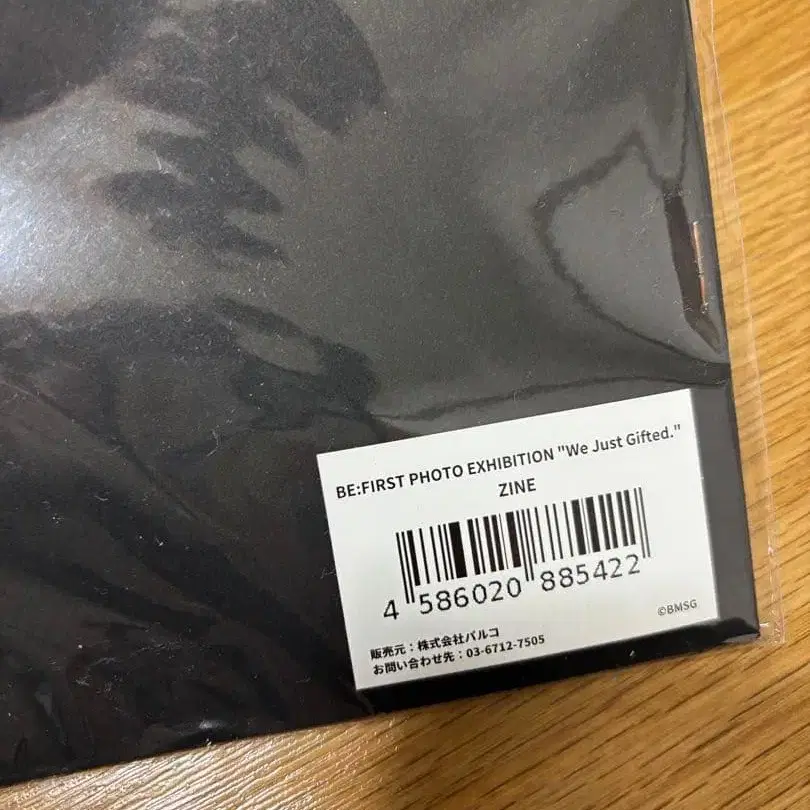 BE:FIRST PHOTO EXHIBITION "We Just Gifted."
ZINE
4 586020 885422
©BMSG
販売元：株式会社パルコ
お問い合わせ先：03-6712-7505